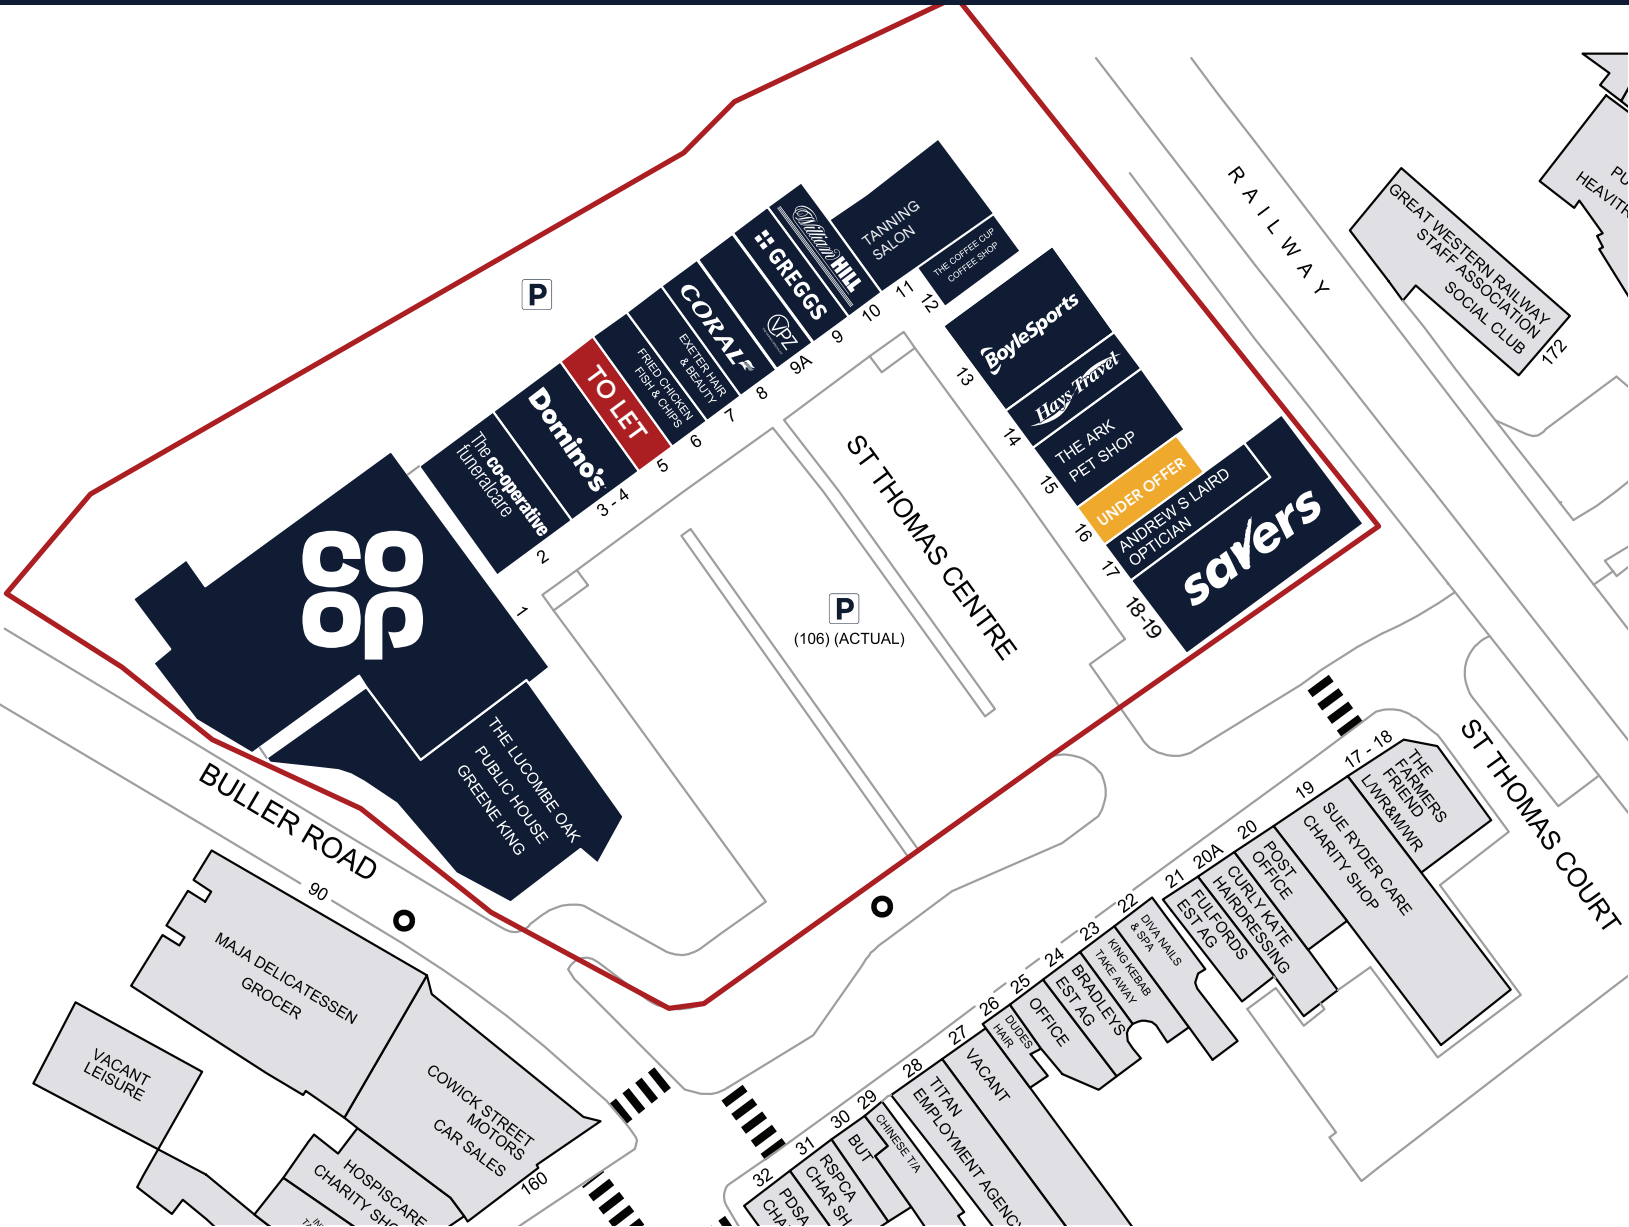 P
co
op
1
The co-operative
funeralcare
2
Domino's
3 - 4
TO LET
5
FRIED CHICKEN
FISH & CHIPS
6
EXETER HAIR
& BEAUTY
7
CORAL
8
VPZ
9A
GREGGS
9
William HILL
10
TANNING
SALON
11
THE COFFEE CUP
COFFEE SHOP
12
BoyleSports
13
Hays Travel
14
THE ARK
PET SHOP
15
UNDER OFFER
16
ANDREW S LAIRD
OPTICIAN
17
savers
18-19
ST THOMAS CENTRE
P
(106) (ACTUAL)
THE LUCOMBE OAK
PUBLIC HOUSE
GREENE KING
RAILWAY
GREAT WESTERN RAILWAY
STAFF ASSOCIATION
SOCIAL CLUB
172
PU
HEAVITR
BULLER ROAD
90
MAJA DELICATESSEN
GROCER
VACANT
LEISURE
COWICK STREET
MOTORS
CAR SALES
160
HOSPISCARE
CHARITY SHO
ST THOMAS COURT
17 - 18
THE
FARMERS
FRIEND
L/WR&M/WR
19
SUE RYDER CARE
CHARITY SHOP
20
POST
OFFICE
20A
CURLY KATE
HAIRDRESSING
21
FULFORDS
EST AG
22
DIVA NAILS
& SPA
23
KING KEBAB
TAKE AWAY
24
BRADLEYS
EST AG
25
OFFICE
26
DUDES
HAIR
27
VACANT
28
TITAN
EMPLOYMENT AGENC
29
CHINESE T/A
30
BUT
31
RSPCA
CHAR SH
32
PDSA
CHA